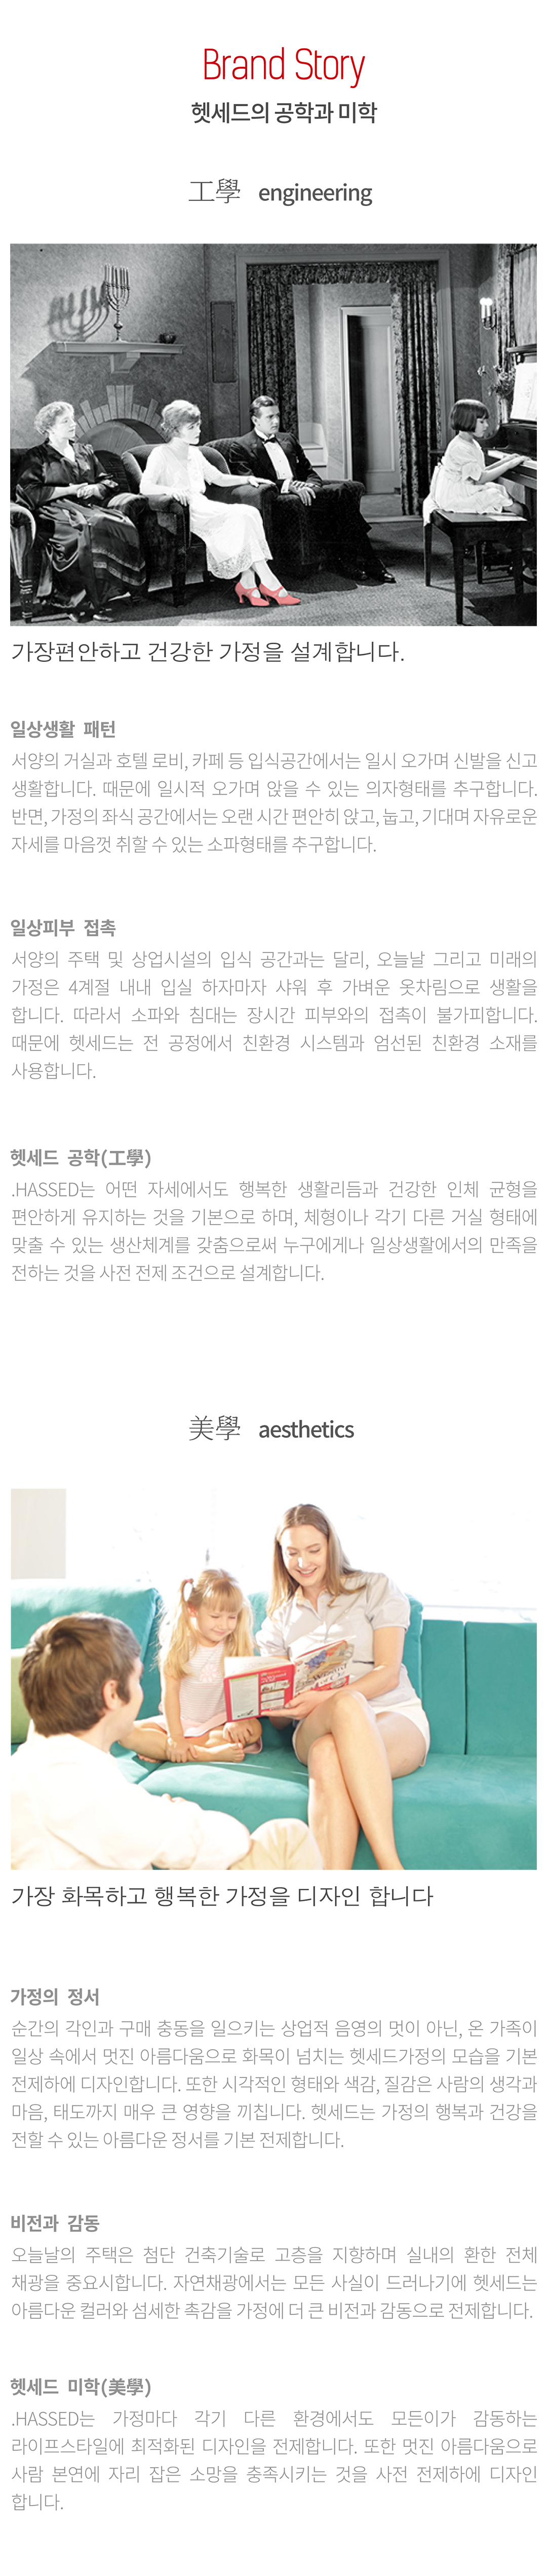 Brand Story
헷세드의 공학과 미학
工學 engineering
가장편안하고 건강한 가정을 설계합니다.
일상생활 패턴
서양의 거실과 호텔 로비, 카페 등 입식공간에서는 일시 오가며 신발을 신고
생활합니다. 때문에 일시적 오가며 앉을 수 있는 의자형태를 추구합니다.
반면, 가정의 좌식 공간에서는 오랜 시간 편안히 앉고, 눕고, 기대며 자유로운
자세를 마음껏 취할 수 있는 소파형태를 추구합니다.
일상피부 접촉
서양의 주택 및 상업시설의 입식 공간과는 달리, 오늘날 그리고 미래의
가정은 4계절 내내 입실 하자마자 샤워 후 가벼운 옷차림으로 생활을
합니다. 따라서 소파와 침대는 장시간 피부와의 접촉이 불가피합니다.
때문에 헷세드는 전 공정에서 친환경 시스템과 엄선된 친환경 소재를
사용합니다.
헷세드 공학(工學)
.HASSED는 어떤 자세에서도 행복한 생활리듬과 건강한 인체 균형을
편안하게 유지하는 것을 기본으로 하며, 체형이나 각기 다른 거실 형태에
맞출 수 있는 생산체계를 갖춤으로써 누구에게나 일상생활에서의 만족을
전하는 것을 사전 전제 조건으로 설계합니다.
美學 aesthetics
가장 화목하고 행복한 가정을 디자인 합니다
가정의 정서
순간의 각인과 구매 충동을 일으키는 상업적 음영의 멋이 아닌, 온 가족이
일상 속에서 멋진 아름다움으로 화목이 넘치는 헷세드가정의 모습을 기본
전제하에 디자인합니다. 또한 시각적인 형태와 색감, 질감은 사람의 생각과
마음, 태도까지 매우 큰 영향을 끼칩니다. 헷세드는 가정의 행복과 건강을
전할 수 있는 아름다운 정서를 기본 전제합니다.
비전과 감동
오늘날의 주택은 첨단 건축기술로 고층을 지향하며 실내의 환한 전체
채광을 중요시합니다. 자연채광에서는 모든 사실이 드러나기에 헷세드는
아름다운 컬러와 섬세한 촉감을 가정에 더 큰 비전과 감동으로 전제합니다.
헷세드 미학(美學)
.HASSED는 가정마다 각기 다른 환경에서도 모든이가 감동하는
라이프스타일에 최적화된 디자인을 전제합니다. 또한 멋진 아름다움으로
사람 본연에 자리 잡은 소망을 충족시키는 것을 사전 전제하에 디자인
합니다.